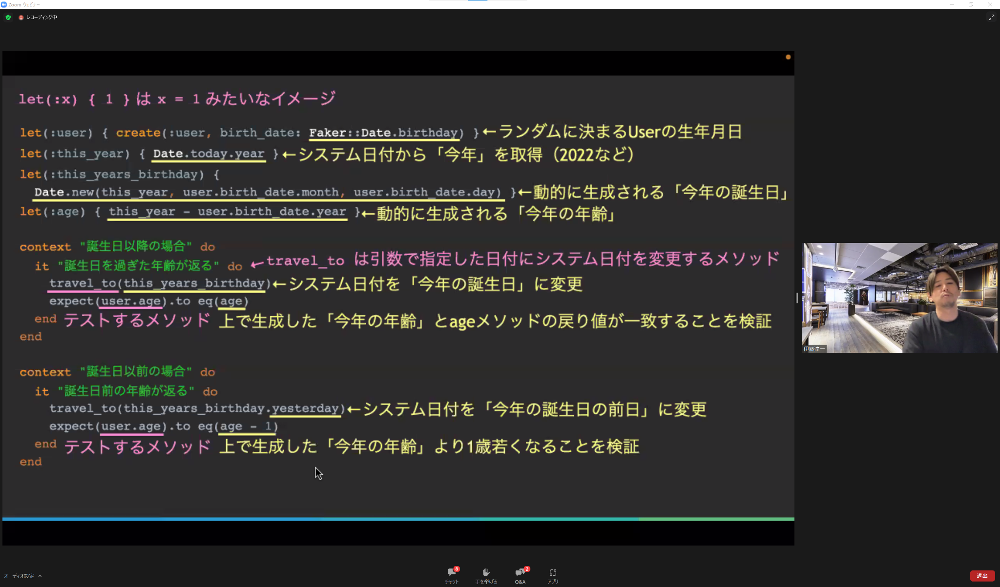 Zoom ウェビナー
レコーディング中
let(:x) { 1 } は x = 1 みたいなイメージ
let(:user) { create(:user, birth_date: Faker::Date.birthday) }←ランダムに決まるUserの生年月日
let(:this_year) { Date.today.year }←システム日付から「今年」を取得（2022など）
let(:this_years_birthday) {
Date.new(this_year, user.birth_date.month, user.birth_date.day) }←動的に生成される「今年の誕生日」
let(:age) { this_year - user.birth_date.year }←動的に生成される「今年の年齢」
context "誕生日以降の場合" do
it "誕生日を過ぎた年齢が返る" do ←travel_to は引数で指定した日付にシステム日付を変更するメソッド
travel_to(this_years_birthday)←システム日付を「今年の誕生日」に変更
expect(user.age).to eq(age)
end テストするメソッド 上で生成した「今年の年齢」とageメソッドの戻り値が一致することを検証
end
context "誕生日以前の場合" do
it "誕生日前の年齢が返る" do
travel_to(this_years_birthday.yesterday)←システム日付を「今年の誕生日の前日」に変更
expect(user.age).to eq(age - 1)
end テストするメソッド 上で生成した「今年の年齢」より1歳若くなることを検証
end
伊藤淳一
オーディオ設定
8
チャット
手を挙げる
2
Q&A
アプリ
退出